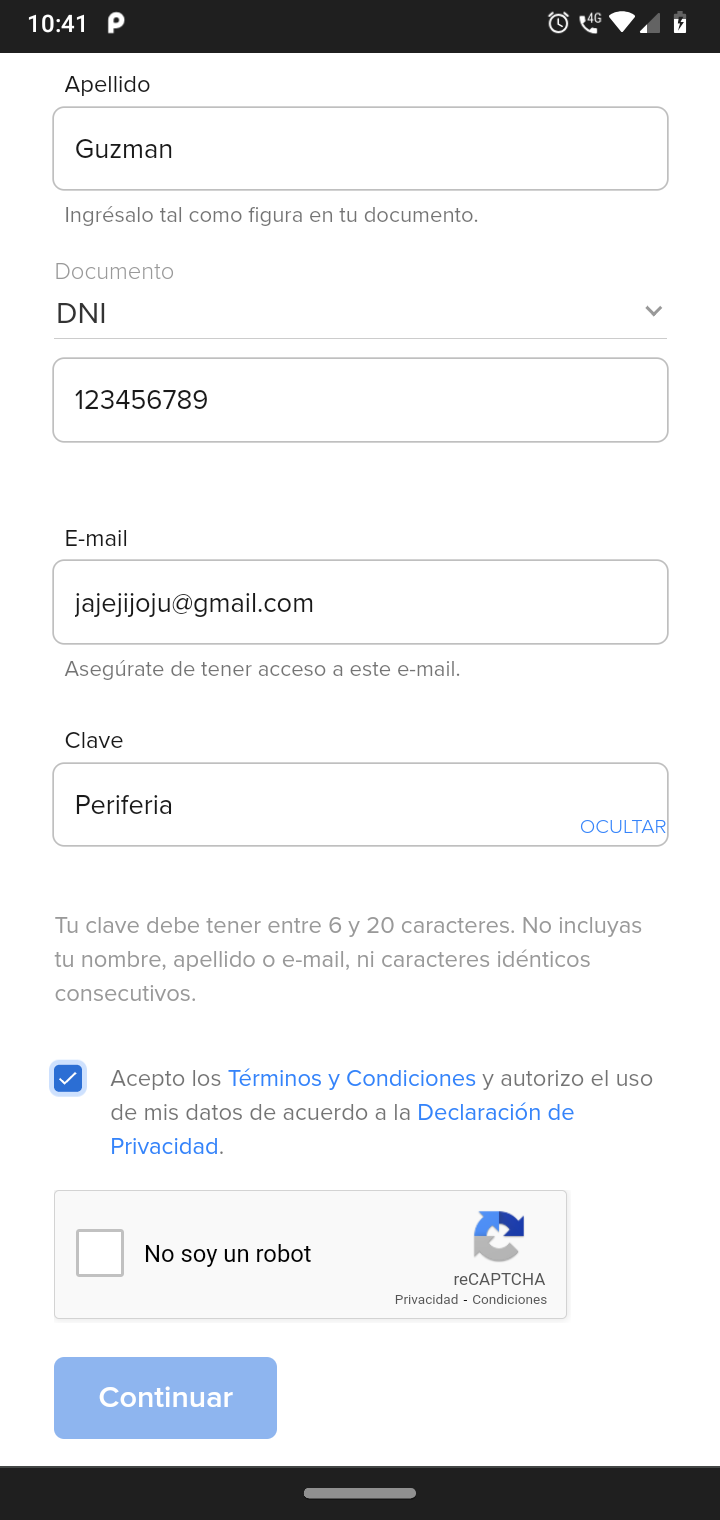 10:41
4G
Apellido
Guzman
Ingrésalo tal como figura en tu documento.
Documento
DNI
123456789
E-mail
jajejijoju@gmail.com
Asegúrate de tener acceso a este e-mail.
Clave
Periferia
OCULTAR
Tu clave debe tener entre 6 y 20 caracteres. No incluyas
tu nombre, apellido o e-mail, ni caracteres idénticos
consecutivos.
Acepto los Términos y Condiciones y autorizo el uso
de mis datos de acuerdo a la Declaración de
Privacidad.
No soy un robot
reCAPTCHA
Privacidad - Condiciones
Continuar